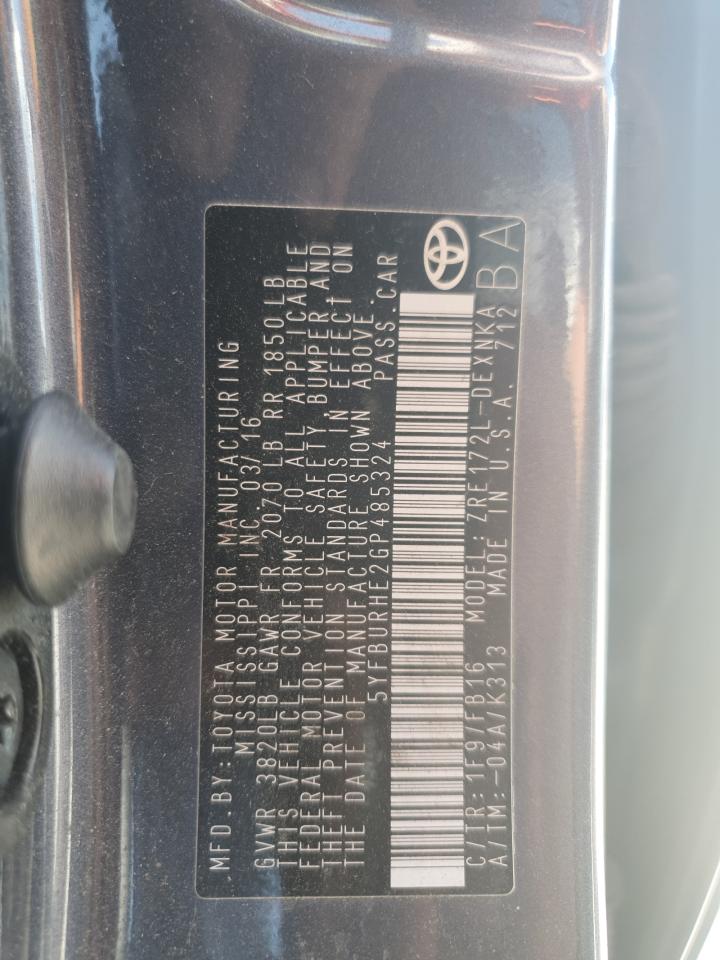 MFD.BY:TOYOTA MOTOR MANUFACTURING
MISSISSIPPI INC.03/16
GVWR 3820LB GAWR FR 2070 LB RR 1850 LB
THIS VEHICLE CONFORMS TO ALL APPLICABLE
FEDERAL MOTOR VEHICLE SAFETY BUMPER AND
THEFT PREVENTION STANDARDS IN EFFECT ON
THE DATE OF MANUFACTURE SHOWN ABOVE.
5YFBURHE2GP485324 PASS.CAR
C/TR:1F9/FB16 MODEL:ZRE172L-DEXNKA
A/TM:-04A/K313 MADE IN U.S.A. 712 BA